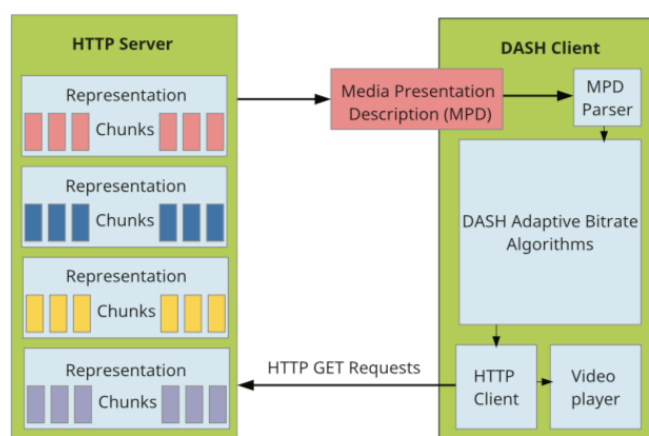 HTTP Server
Representation
Chunks
Representation
Chunks
Representation
Chunks
Representation
Chunks
Media Presentation
Description (MPD)
HTTP GET Requests
DASH Client
MPD
Parser
DASH Adaptive Bitrate
Algorithms
HTTP
Client
Video
player